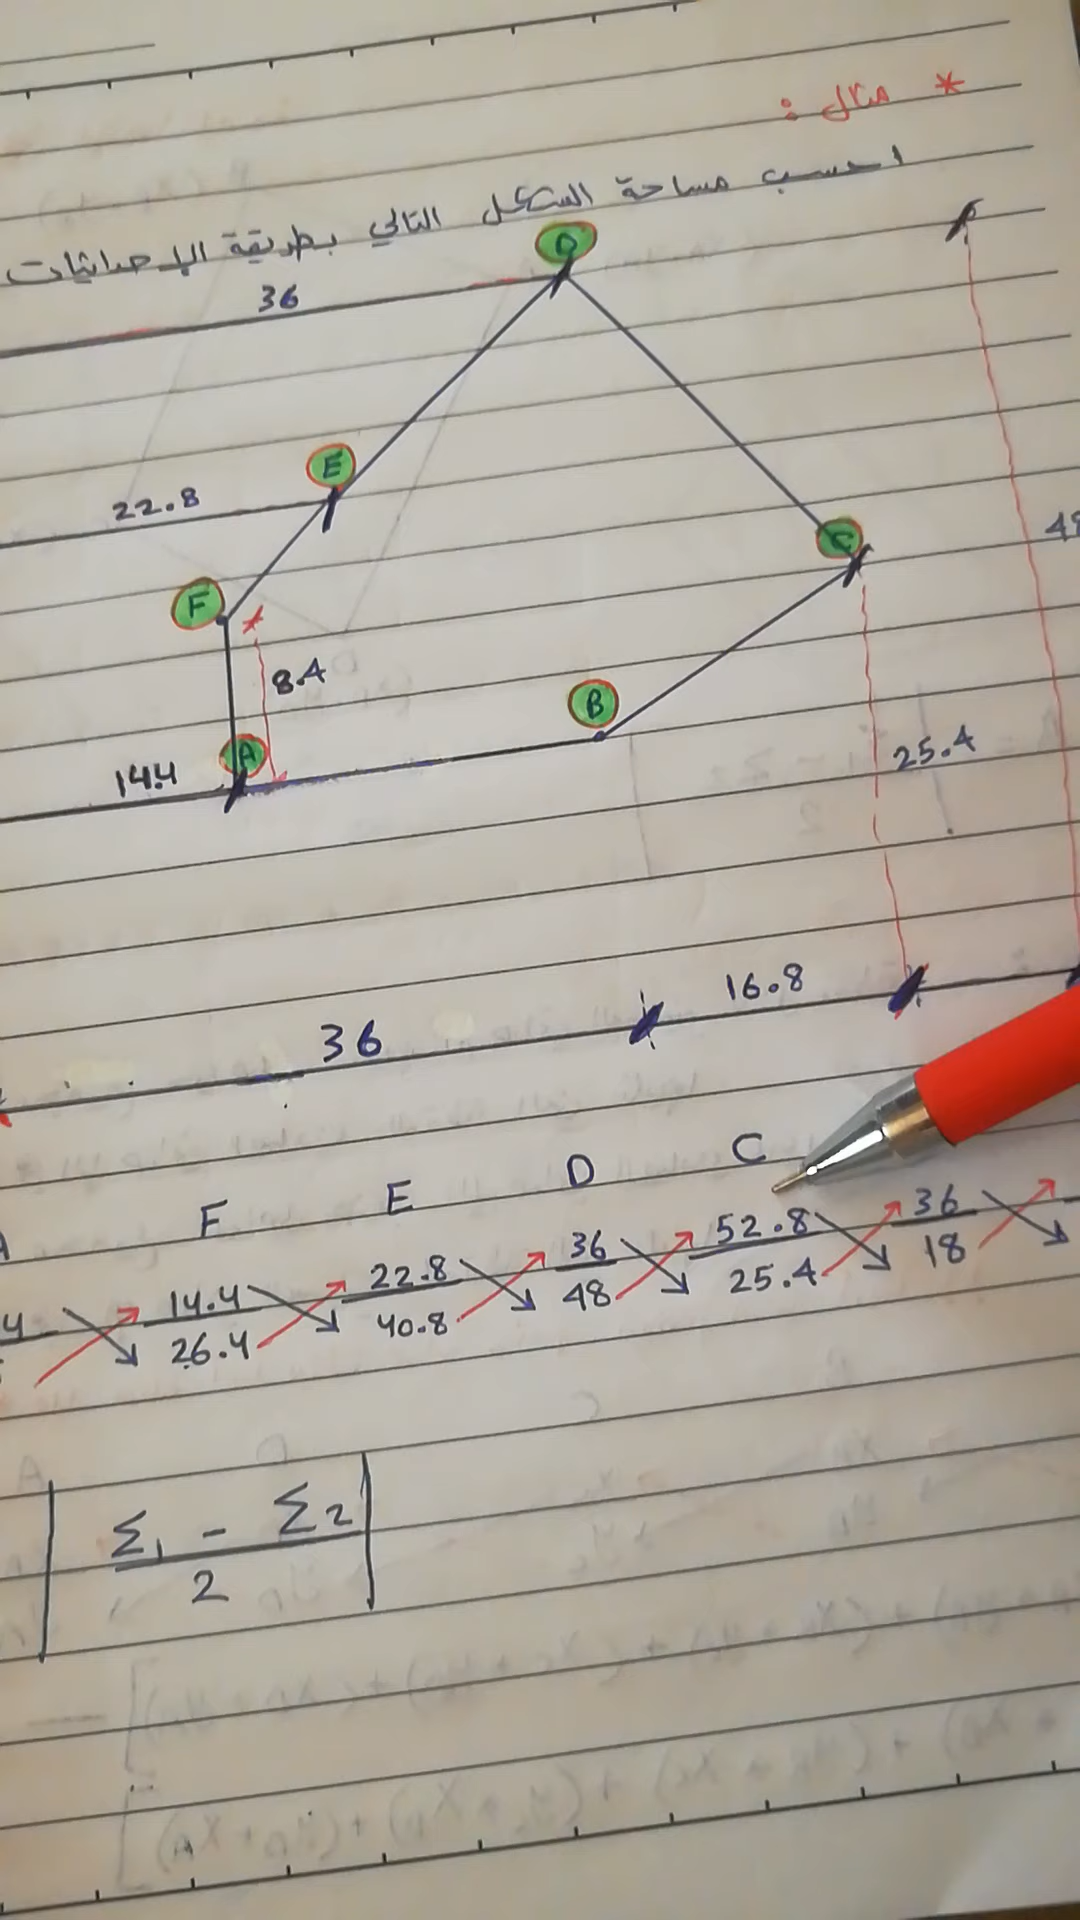 * مثال :
احسب مساحة الشكل التالي بطريقة الإحداثيات
D
36
E
22.8
C
48
F
8.4
B
A
14.4
25.4
16.8
36
A F E D C
4 14.4 22.8 36 52.8 36
26.4 40.8 48 25.4 18
Σ1 - Σ2
2